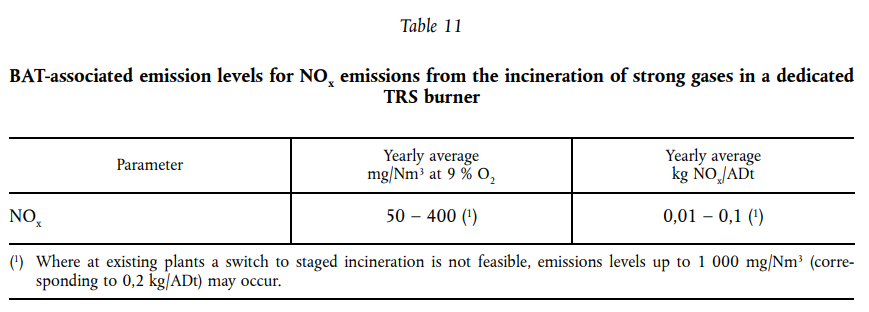 Table 11
BAT-associated emission levels for NOₓ emissions from the incineration of strong gases in a dedicated
TRS burner
Parameter
Yearly average
mg/Nm³ at 9 % O₂
Yearly average
kg NOₓ/ADt
NOₓ
50 – 400 (¹)
0,01 – 0,1 (¹)
(¹) Where at existing plants a switch to staged incineration is not feasible, emissions levels up to 1 000 mg/Nm³ (corre-
sponding to 0,2 kg/ADt) may occur.